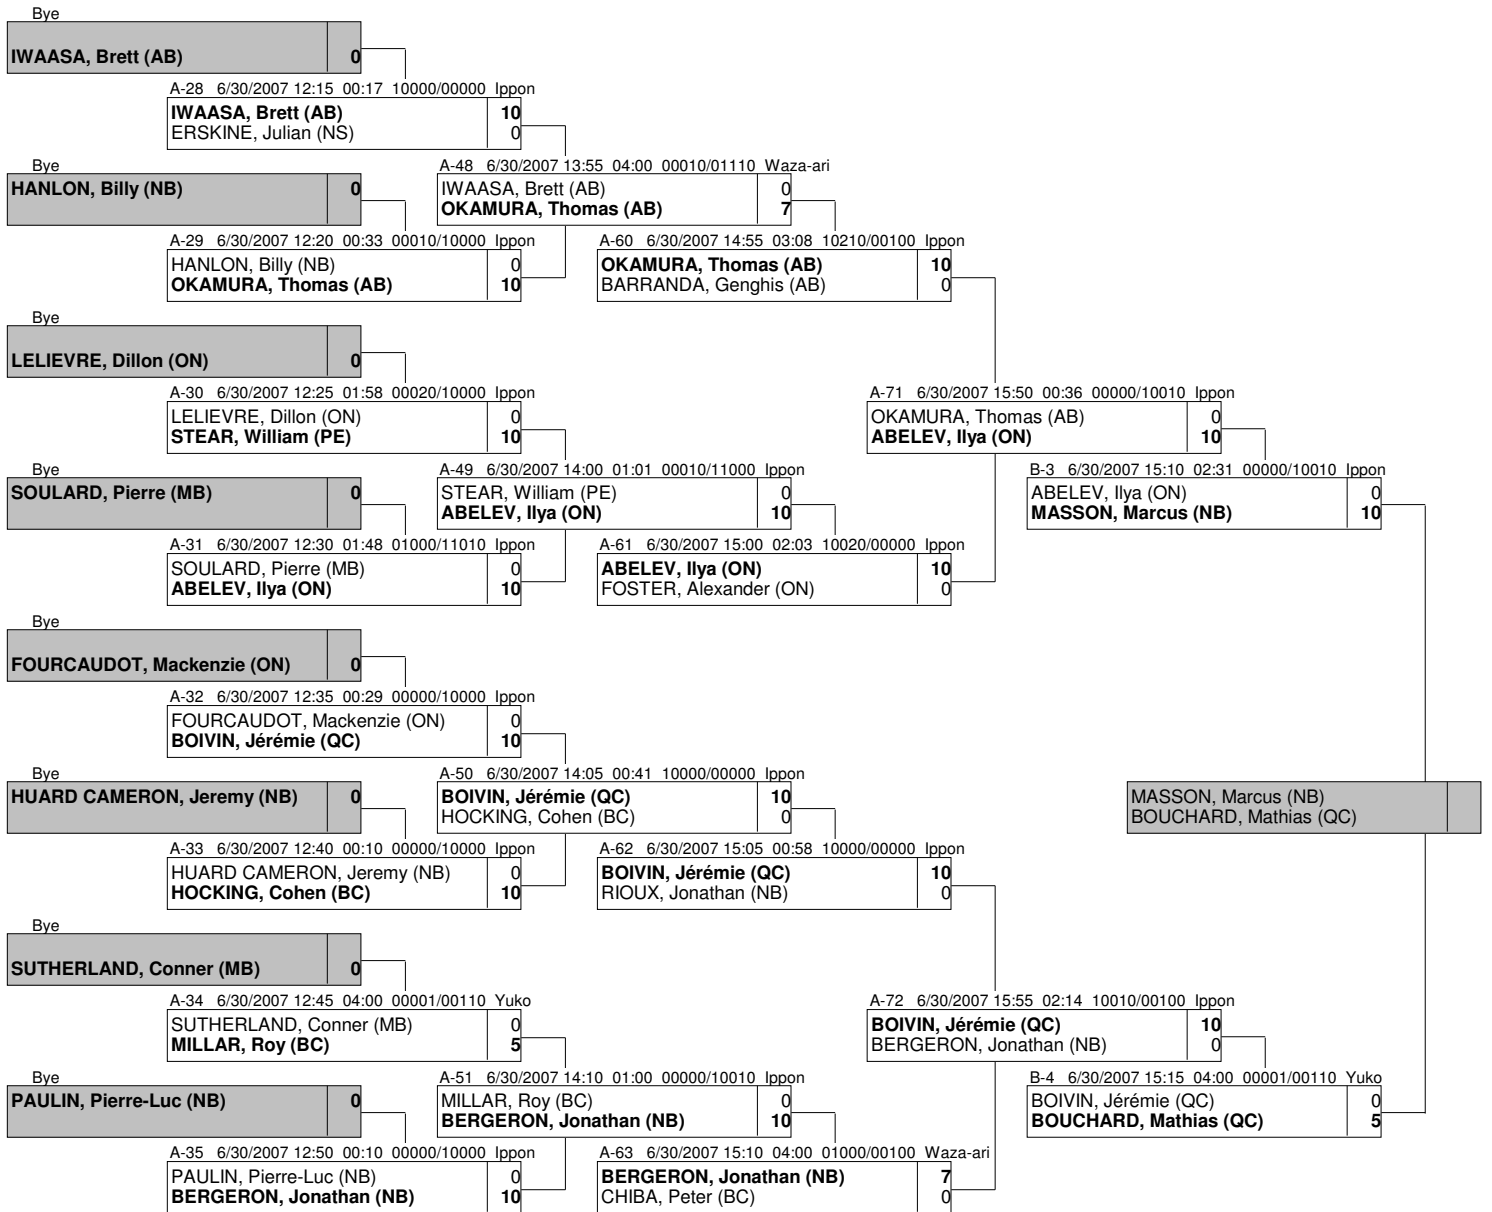 Bye
IWAASA, Brett (AB) 0
A-28 6/30/2007 12:15 00:17 10000/00000 Ippon
IWAASA, Brett (AB) 10
ERSKINE, Julian (NS) 0
Bye
HANLON, Billy (NB) 0
A-48 6/30/2007 13:55 04:00 00010/01110 Waza-ari
IWAASA, Brett (AB) 0
OKAMURA, Thomas (AB) 7
A-29 6/30/2007 12:20 00:33 00010/10000 Ippon
HANLON, Billy (NB) 0
OKAMURA, Thomas (AB) 10
A-60 6/30/2007 14:55 03:08 10210/00100 Ippon
OKAMURA, Thomas (AB) 10
BARRANDA, Genghis (AB) 0
Bye
LELIEVRE, Dillon (ON) 0
A-30 6/30/2007 12:25 01:58 00020/10000 Ippon
LELIEVRE, Dillon (ON) 0
STEAR, William (PE) 10
A-71 6/30/2007 15:50 00:36 00000/10010 Ippon
OKAMURA, Thomas (AB) 0
ABELEV, Ilya (ON) 10
Bye
SOULARD, Pierre (MB) 0
A-49 6/30/2007 14:00 01:01 00010/11000 Ippon
STEAR, William (PE) 0
ABELEV, Ilya (ON) 10
B-3 6/30/2007 15:10 02:31 00000/10010 Ippon
ABELEV, Ilya (ON) 0
MASSON, Marcus (NB) 10
A-31 6/30/2007 12:30 01:48 01000/11010 Ippon
SOULARD, Pierre (MB) 0
ABELEV, Ilya (ON) 10
A-61 6/30/2007 15:00 02:03 10020/00000 Ippon
ABELEV, Ilya (ON) 10
FOSTER, Alexander (ON) 0
Bye
FOURCAUDOT, Mackenzie (ON) 0
A-32 6/30/2007 12:35 00:29 00000/10000 Ippon
FOURCAUDOT, Mackenzie (ON) 0
BOIVIN, Jérémie (QC) 10
Bye
HUARD CAMERON, Jeremy (NB) 0
A-50 6/30/2007 14:05 00:41 10000/00000 Ippon
BOIVIN, Jérémie (QC) 10
HOCKING, Cohen (BC) 0
MASSON, Marcus (NB)
BOUCHARD, Mathias (QC)
A-33 6/30/2007 12:40 00:10 00000/10000 Ippon
HUARD CAMERON, Jeremy (NB) 0
HOCKING, Cohen (BC) 10
A-62 6/30/2007 15:05 00:58 10000/00000 Ippon
BOIVIN, Jérémie (QC) 10
RIOUX, Jonathan (NB) 0
Bye
SUTHERLAND, Conner (MB) 0
A-34 6/30/2007 12:45 04:00 00001/00110 Yuko
SUTHERLAND, Conner (MB) 0
MILLAR, Roy (BC) 5
A-72 6/30/2007 15:55 02:14 10010/00100 Ippon
BOIVIN, Jérémie (QC) 10
BERGERON, Jonathan (NB) 0
Bye
PAULIN, Pierre-Luc (NB) 0
A-51 6/30/2007 14:10 01:00 00000/10010 Ippon
MILLAR, Roy (BC) 0
BERGERON, Jonathan (NB) 10
B-4 6/30/2007 15:15 04:00 00001/00110 Yuko
BOIVIN, Jérémie (QC) 0
BOUCHARD, Mathias (QC) 5
A-35 6/30/2007 12:50 00:10 00000/10000 Ippon
PAULIN, Pierre-Luc (NB) 0
BERGERON, Jonathan (NB) 10
A-63 6/30/2007 15:10 04:00 01000/00100 Waza-ari
BERGERON, Jonathan (NB) 7
CHIBA, Peter (BC) 0